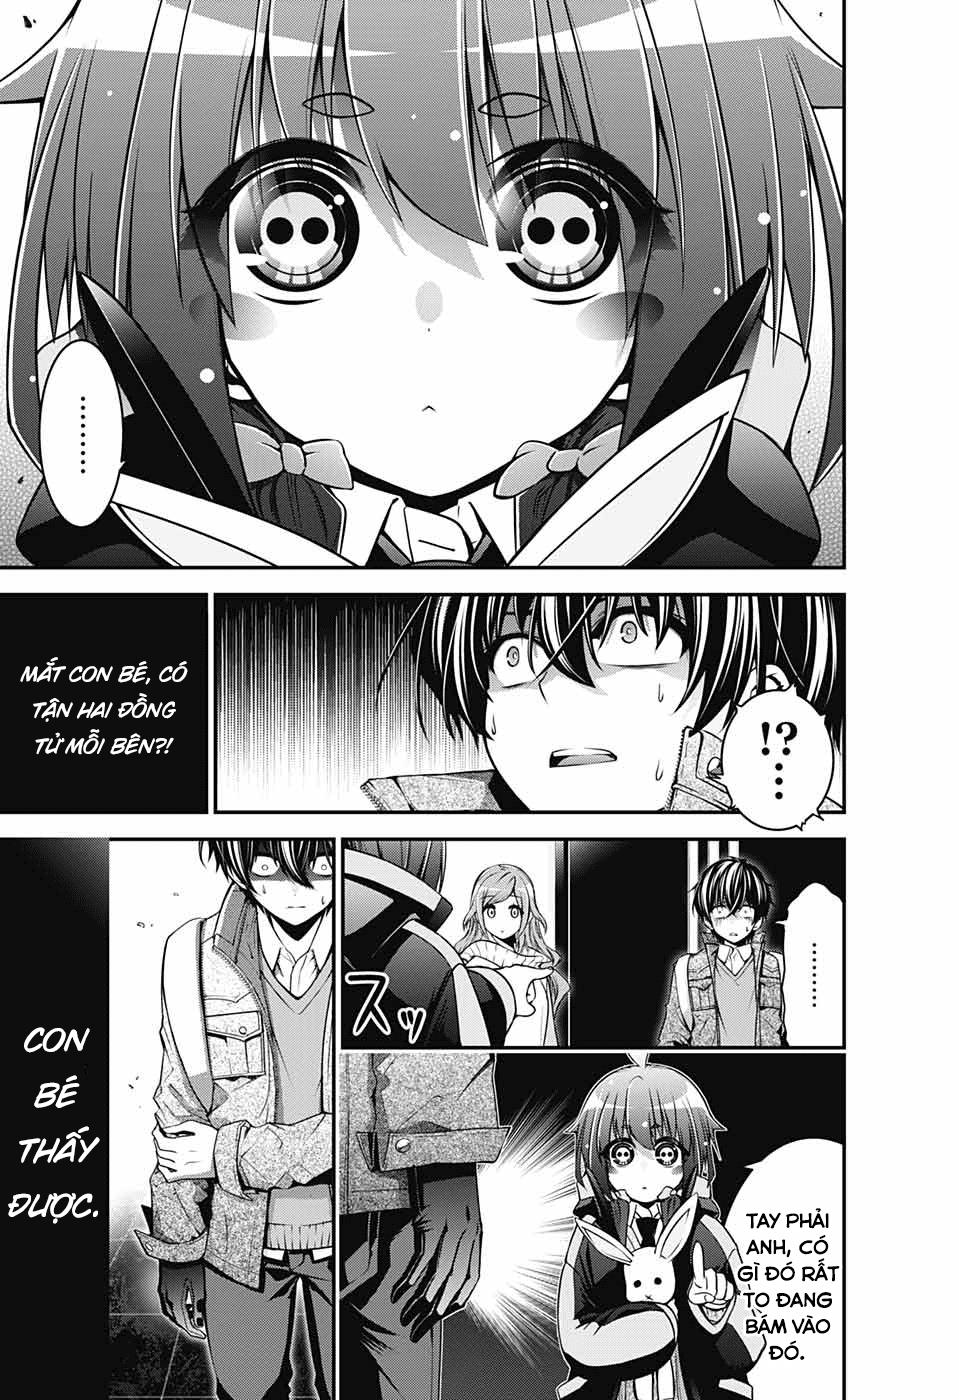 ………
!?…
MẮT CON BÉ, CÓ
TẬN HAI ĐỒNG
TỬ MỖI BÊN?!
………
スッ
TAY PHẢI
ANH, CÓ
GÌ ĐÓ RẤT
TO ĐANG
BÁM VÀO
ĐÓ.
CON
BÉ
THẤY
ĐƯỢC.